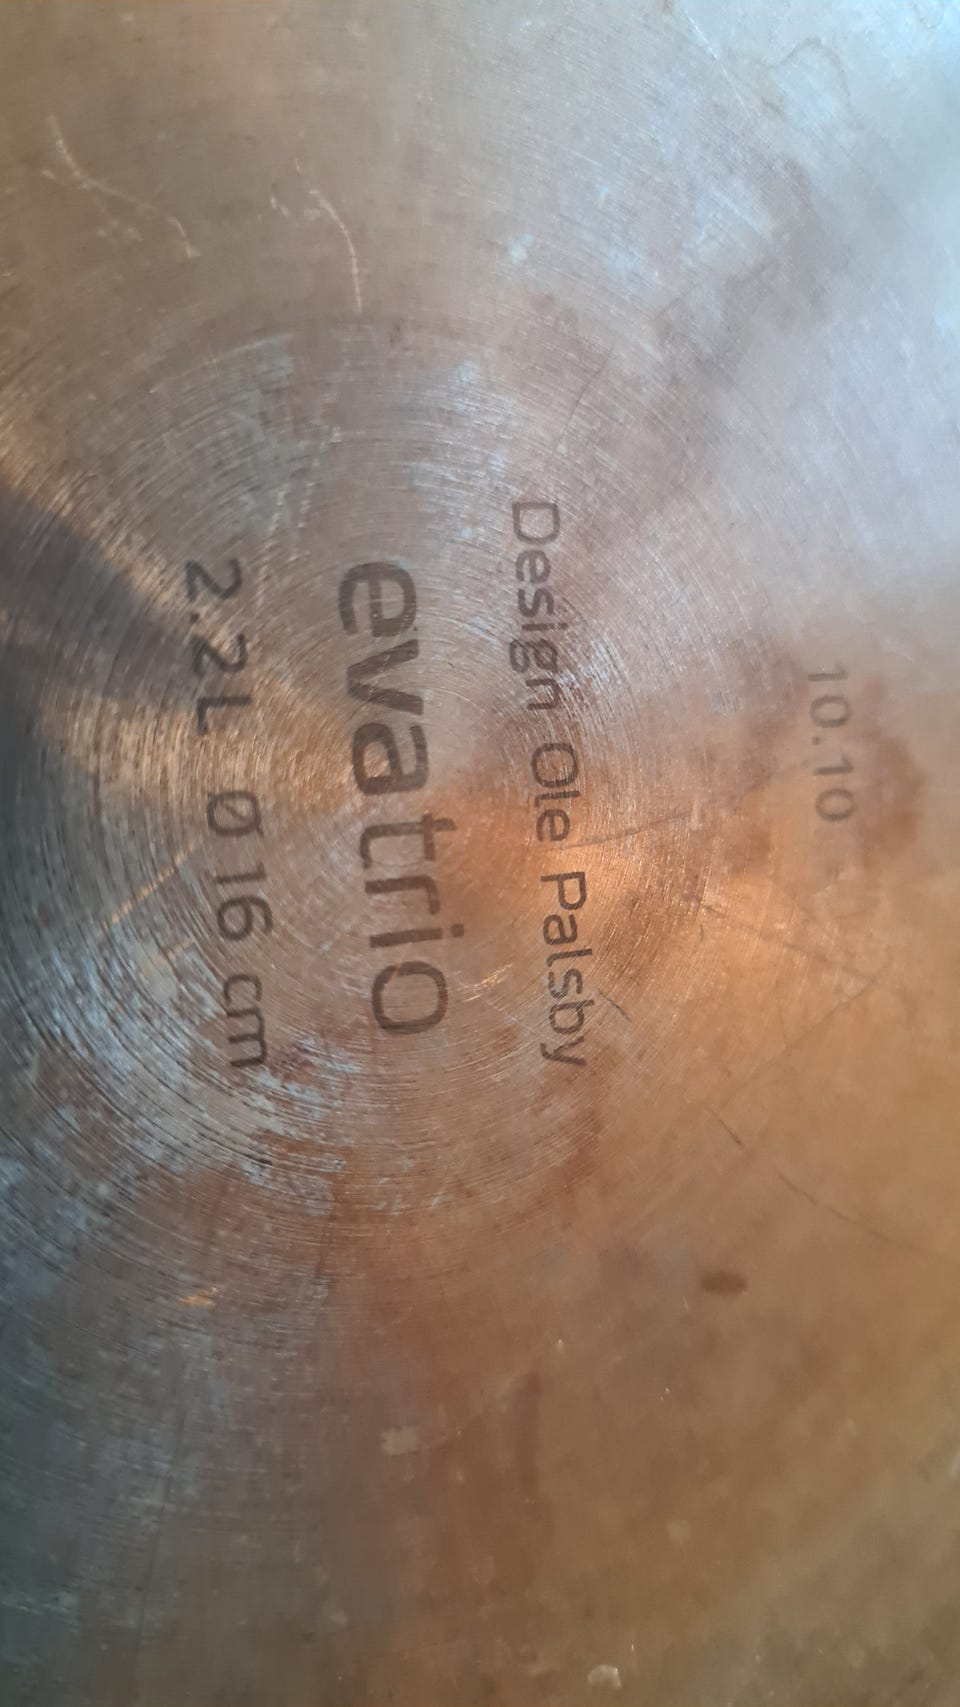 10.10
Design Ole Palsby
evatrio
2.2L Ø 16 cm